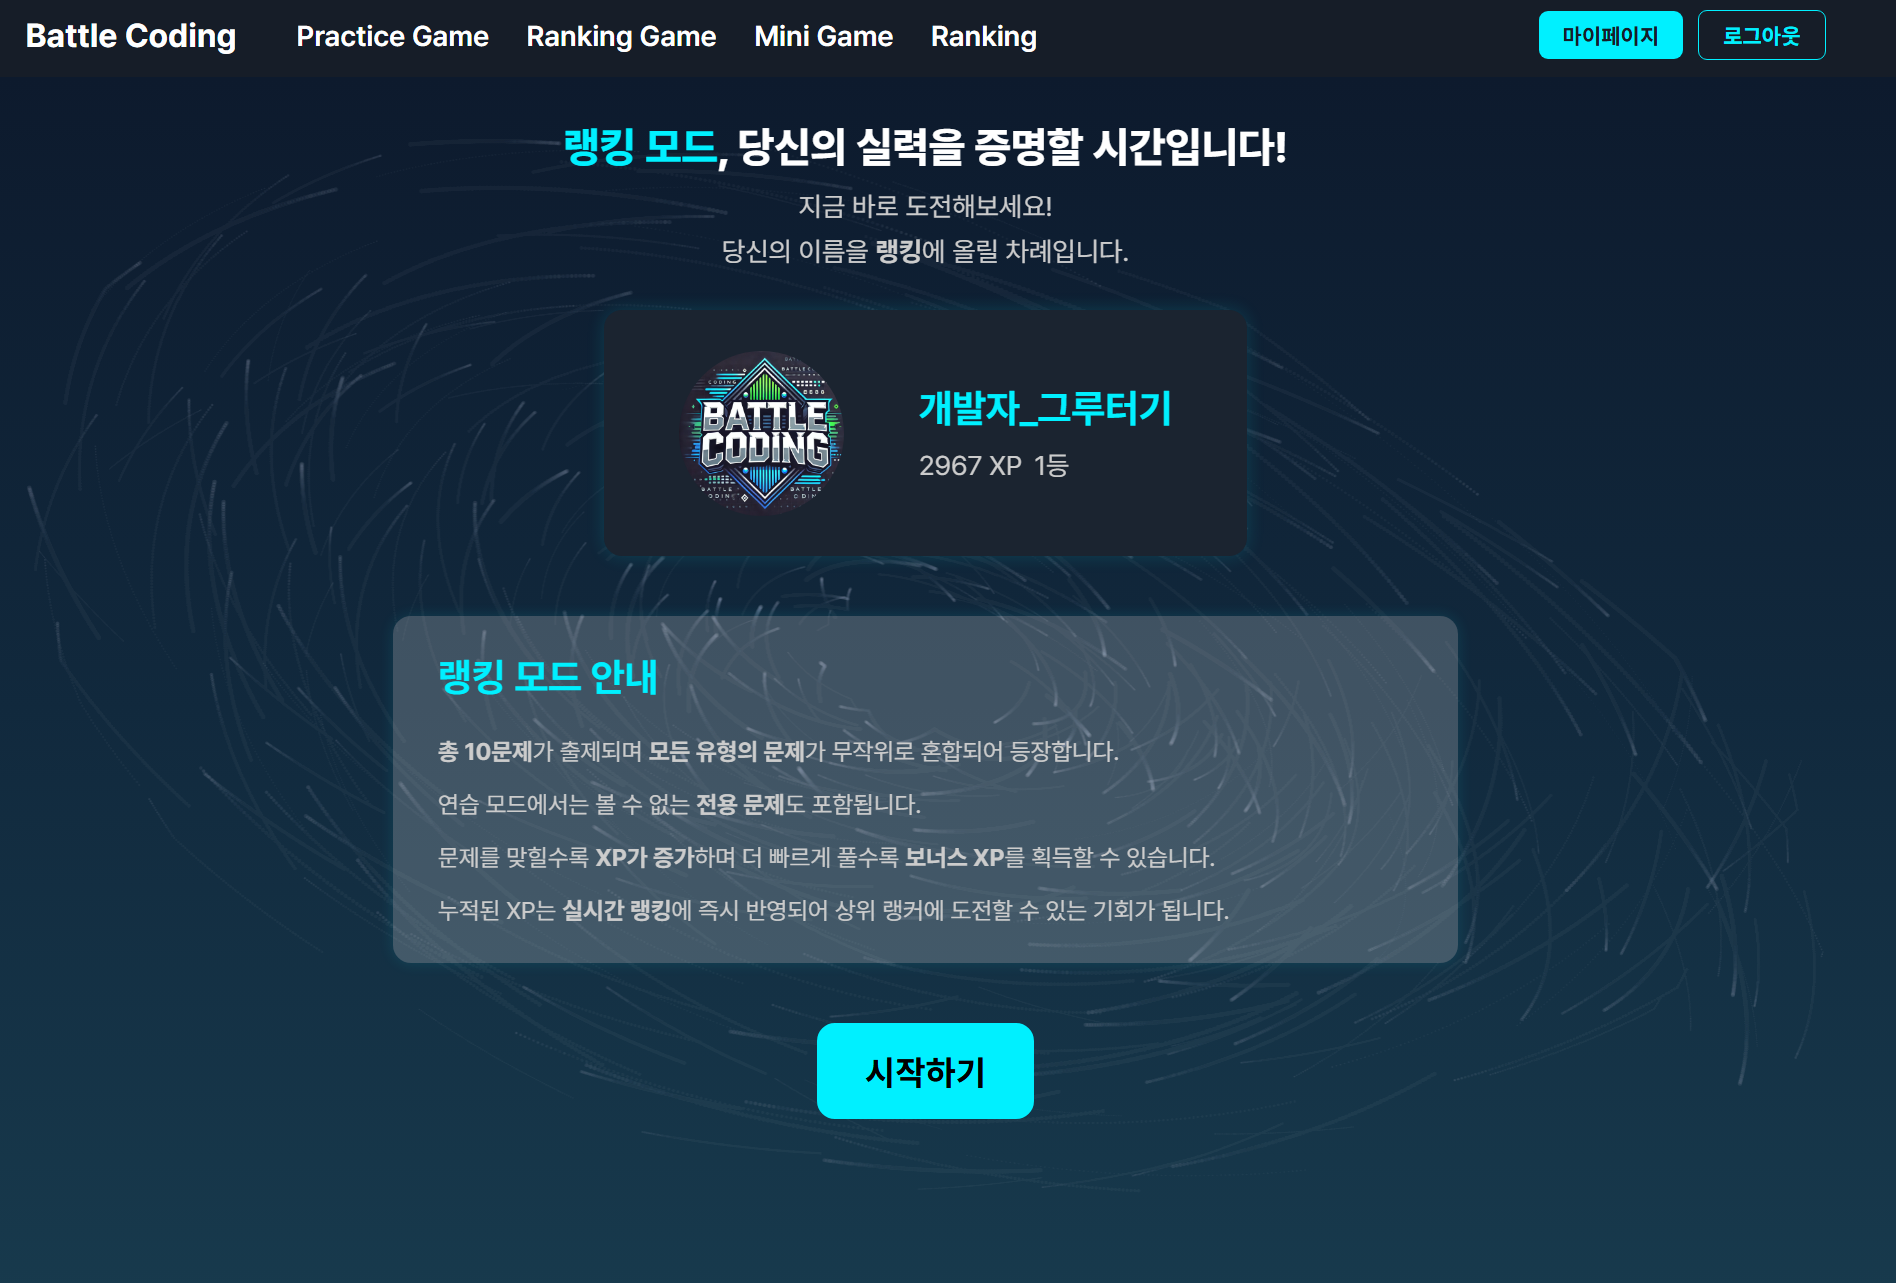 Battle Coding
Practice Game
Ranking Game
Mini Game
Ranking
마이페이지
로그아웃
랭킹 모드, 당신의 실력을 증명할 시간입니다!
지금 바로 도전해보세요!
당신의 이름을 랭킹에 올릴 차례입니다.
BATTLE
CODING
개발자_그루터기
2967 XP 1등
랭킹 모드 안내
총 10문제가 출제되며 모든 유형의 문제가 무작위로 혼합되어 등장합니다.
연습 모드에서는 볼 수 없는 전용 문제도 포함됩니다.
문제를 맞힐수록 XP가 증가하며 더 빠르게 풀수록 보너스 XP를 획득할 수 있습니다.
누적된 XP는 실시간 랭킹에 즉시 반영되어 상위 랭커에 도전할 수 있는 기회가 됩니다.
시작하기